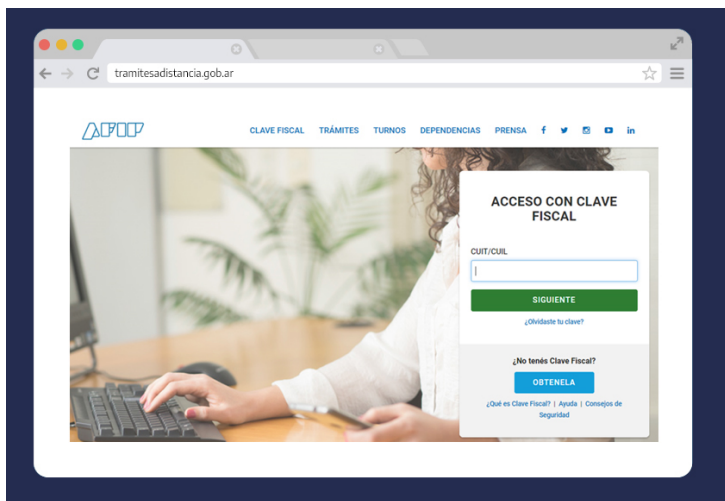 tramitesadistancia.gob.ar
AFIP
CLAVE FISCAL TRÁMITES TURNOS DEPENDENCIAS PRENSA
ACCESO CON CLAVE
FISCAL
CUIT/CUIL
SIGUIENTE
¿Olvidaste tu clave?
¿No tenés Clave Fiscal?
OBTENELA
¿Qué es Clave Fiscal? | Ayuda | Consejos de
Seguridad